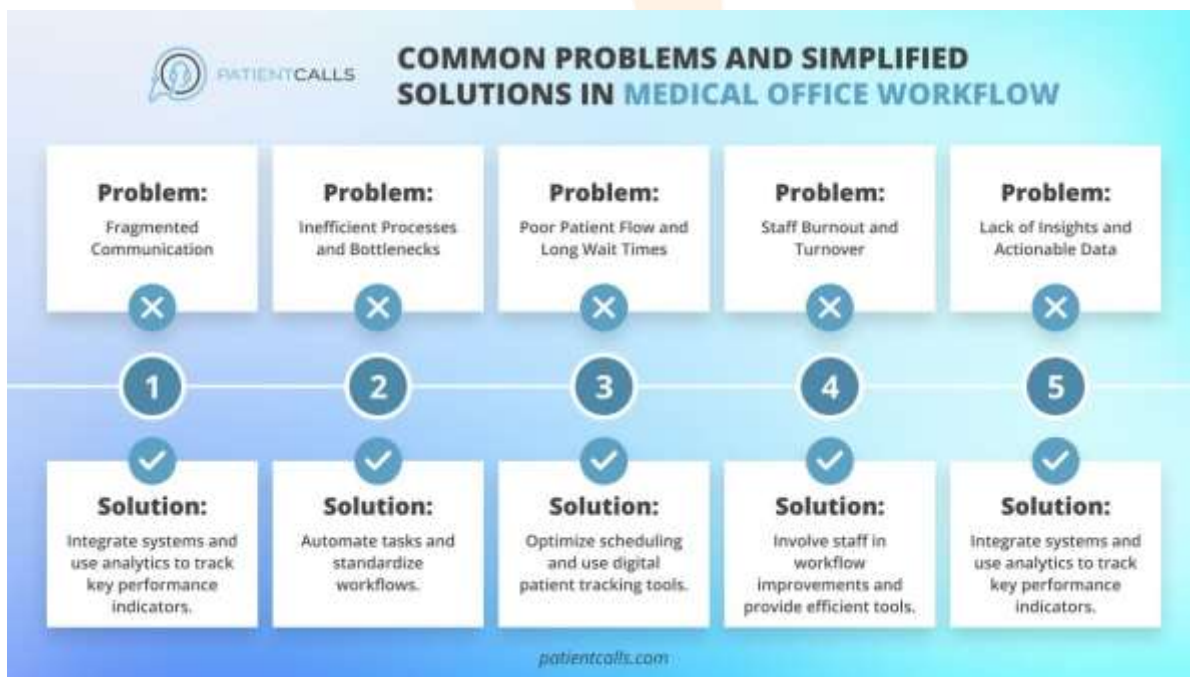 PATIENTCALLS
COMMON PROBLEMS AND SIMPLIFIED
SOLUTIONS IN MEDICAL OFFICE WORKFLOW
Problem:
Fragmented
Communication
Problem:
Inefficient Processes
and Bottlenecks
Problem:
Poor Patient Flow and
Long Wait Times
Problem:
Staff Burnout and
Turnover
Problem:
Lack of Insights and
Actionable Data
1
2
3
4
5
Solution:
Integrate systems and
use analytics to track
key performance
indicators.
Solution:
Automate tasks and
standardize
workflows.
Solution:
Optimize scheduling
and use digital
patient tracking tools.
Solution:
Involve staff in
workflow
improvements and
provide efficient tools.
Solution:
Integrate systems and
use analytics to track
key performance
indicators.
patientcalls.com